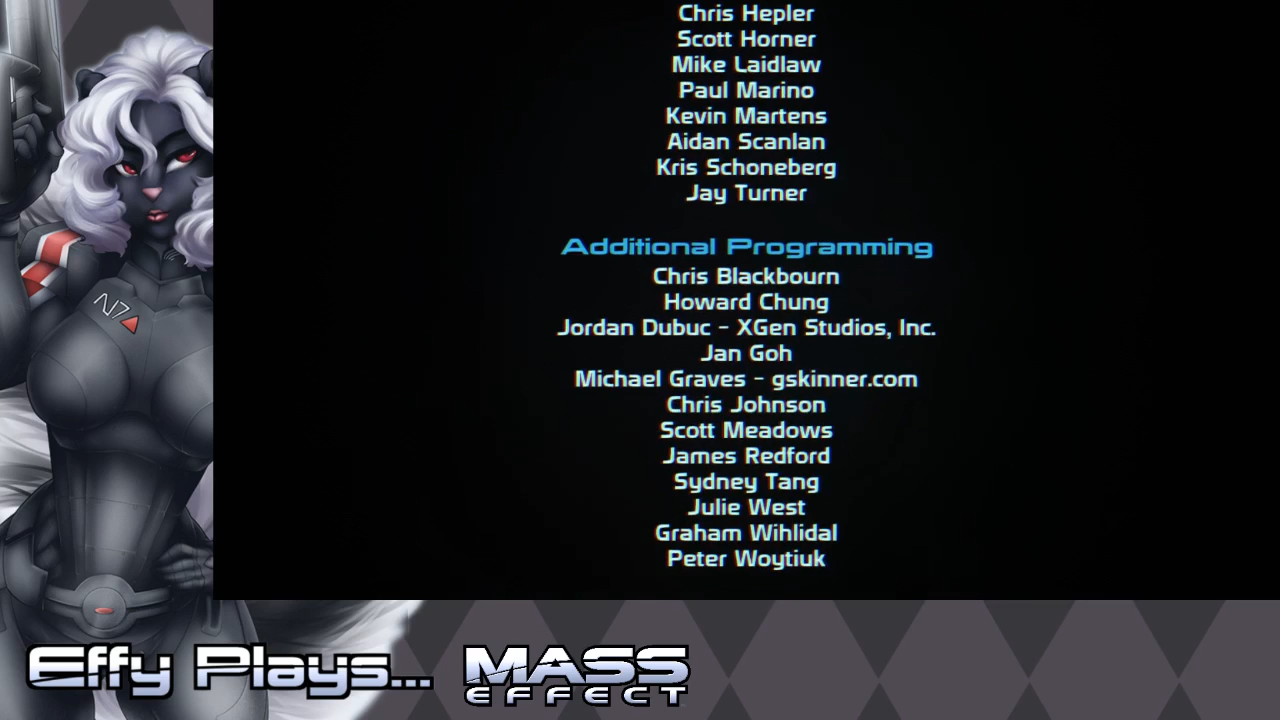 Chris Hepler
Scott Horner
Mike Laidlaw
Paul Marino
Kevin Martens
Aidan Scanlan
Kris Schoneberg
Jay Turner
Additional Programming
Chris Blackbourn
Howard Chung
Jordan Dubuc - XGen Studios, Inc.
Jan Goh
Michael Graves - gskinner.com
Chris Johnson
Scott Meadows
James Redford
Sydney Tang
Julie West
Graham Wihlidal
Peter Woytiuk
N7
Effy Plays...
MASS
EFFECT